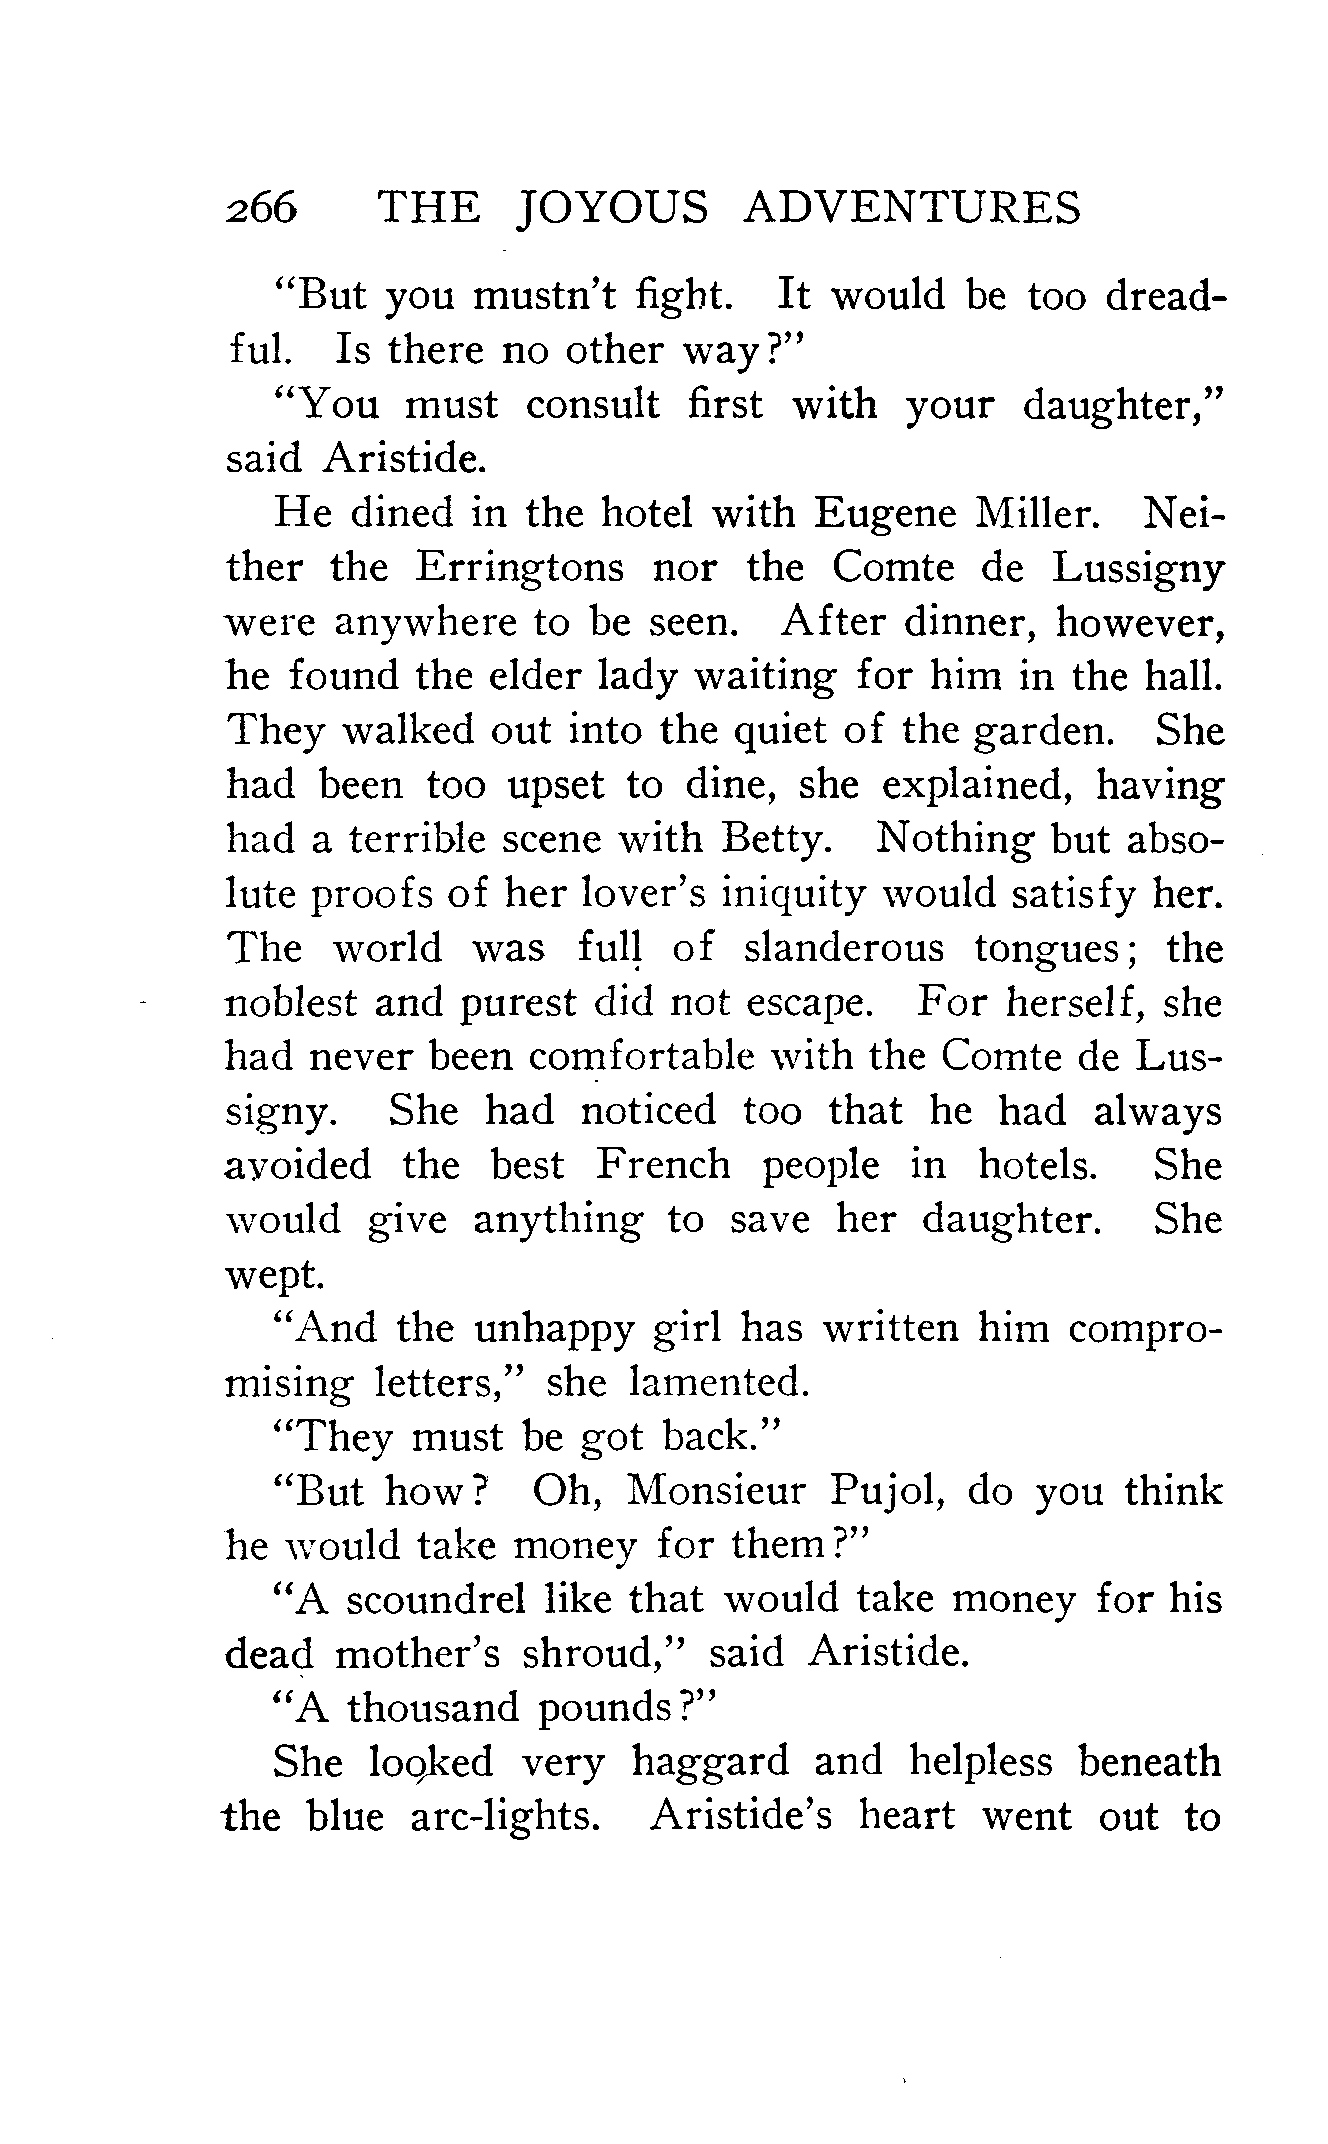 266 THE JOYOUS ADVENTURES
"But you mustn't fight. It would be too dread-
ful. Is there no other way?"
"You must consult first with your daughter,"
said Aristide.
He dined in the hotel with Eugene Miller. Nei-
ther the Erringtons nor the Comte de Lussigny
were anywhere to be seen. After dinner, however,
he found the elder lady waiting for him in the hall.
They walked out into the quiet of the garden. She
had been too upset to dine, she explained, having
had a terrible scene with Betty. Nothing but abso-
lute proofs of her lover's iniquity would satisfy her.
The world was full of slanderous tongues; the
noblest and purest did not escape. For herself, she
had never been comfortable with the Comte de Lus-
signy. She had noticed too that he had always
avoided the best French people in hotels. She
would give anything to save her daughter. She
wept.
"And the unhappy girl has written him compro-
mising letters," she lamented.
"They must be got back."
"But how? Oh, Monsieur Pujol, do you think
he would take money for them?"
"A scoundrel like that would take money for his
dead mother's shroud," said Aristide.
"A thousand pounds?"
She looked very haggard and helpless beneath
the blue arc-lights. Aristide's heart went out to